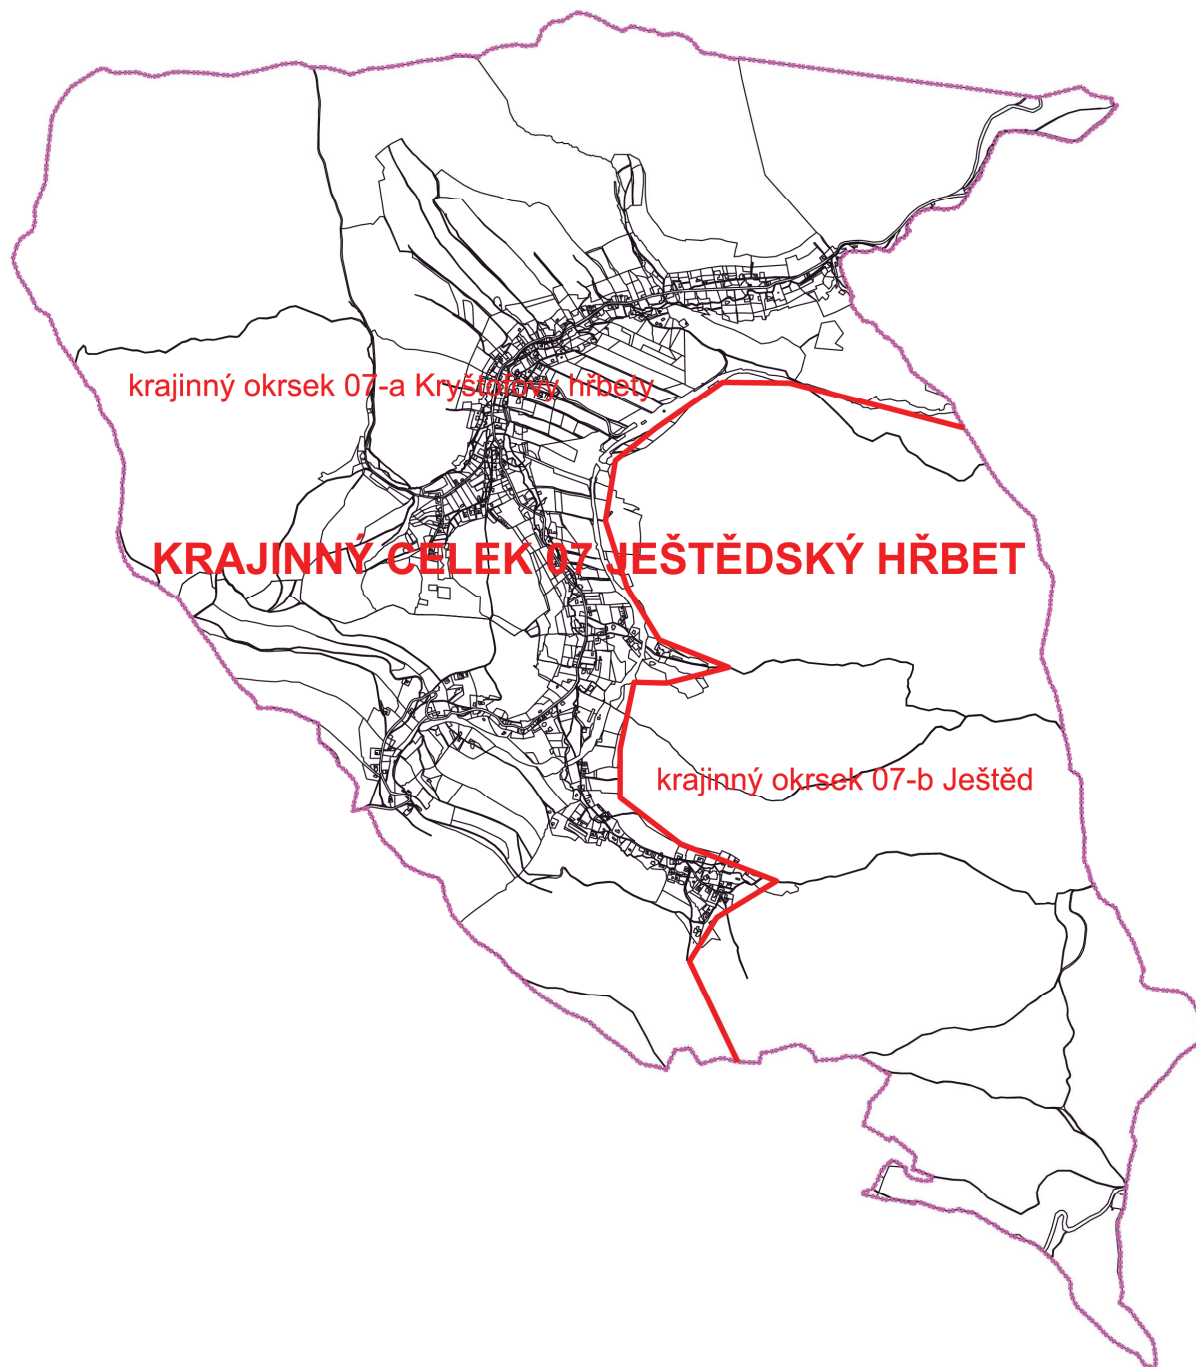 krajinný okrsek 07-a Kryštofovy hřbety
KRAJINNÝ CELEK 07 JEŠTĚDSKÝ HŘBET
krajinný okrsek 07-b Ještěd